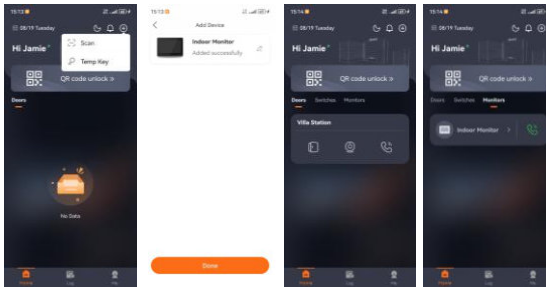 15:13
08/19 Tuesday
Scan
Temp Key
Hi Jamie
QR code unlock »
Doors
No Data
Home
Log
Me
15:13
Add Device
Indoor Monitor
Added successfully
Done
15:14
08/19 Tuesday
Hi Jamie
QR code unlock »
Doors Switches Monitors
Villa Station
Home
Log
Me
15:14
08/19 Tuesday
Hi Jamie
QR code unlock »
Doors Switches Monitors
Indoor Monitor >
Home
Log
Me